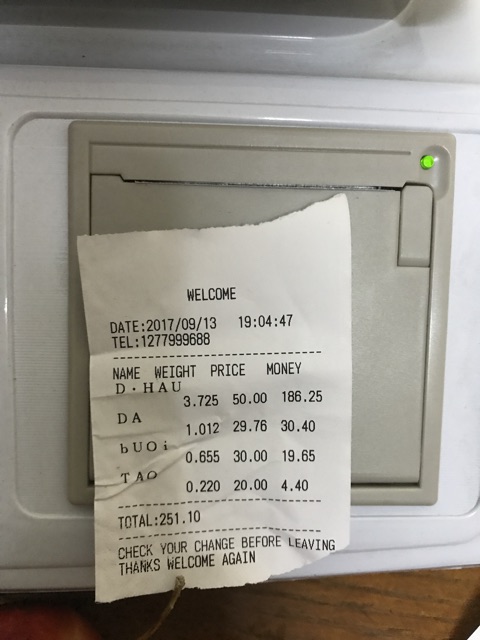 WELCOME
DATE:2017/09/13 19:04:47
TEL:1277999688
NAME WEIGHT PRICE MONEY
D·HAU
3.725 50.00 186.25
DA
1.012 29.76 30.40
bUOi
0.655 30.00 19.65
TAO
0.220 20.00 4.40
TOTAL:251.10
CHECK YOUR CHANGE BEFORE LEAVING
THANKS WELCOME AGAIN